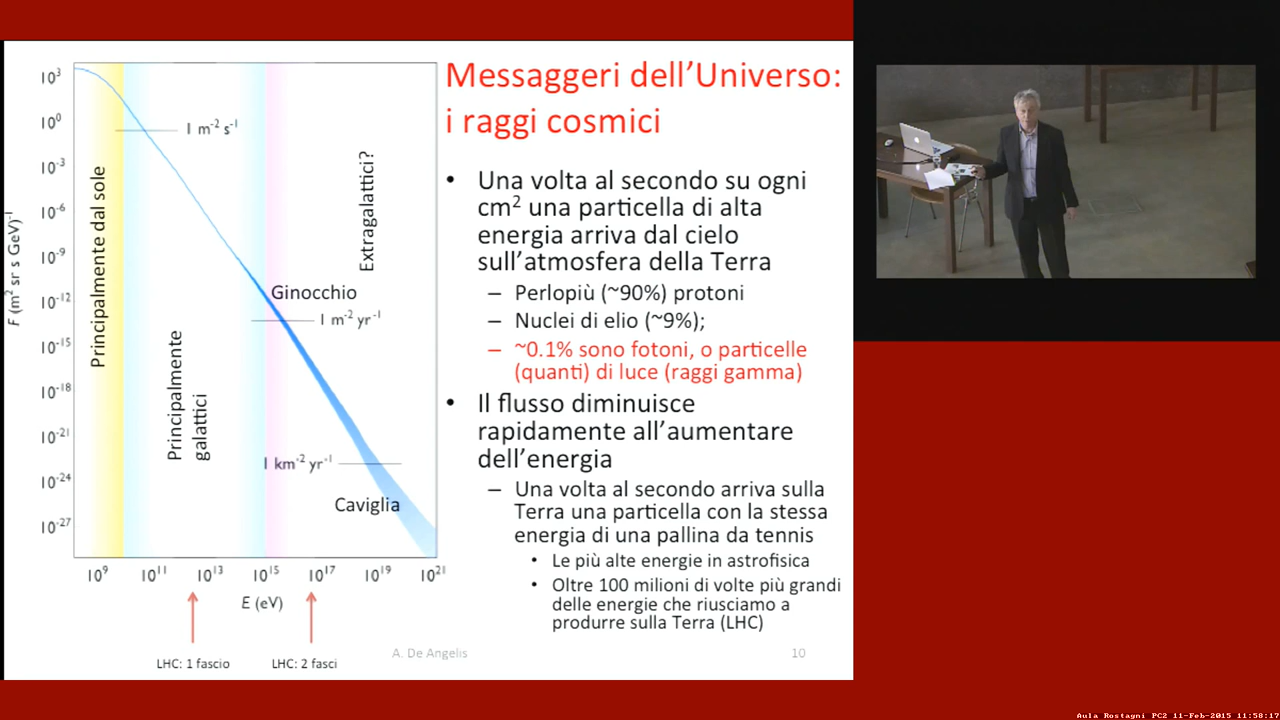 Messaggeri dell'Universo:
i raggi cosmici
• Una volta al secondo su ogni
cm² una particella di alta
energia arriva dal cielo
sull'atmosfera della Terra
– Perlopiù (~90%) protoni
– Nuclei di elio (~9%);
– ~0.1% sono fotoni, o particelle
(quanti) di luce (raggi gamma)
• Il flusso diminuisce
rapidamente all'aumentare
dell'energia
– Una volta al secondo arriva sulla
Terra una particella con la stessa
energia di una pallina da tennis
• Le più alte energie in astrofisica
• Oltre 100 milioni di volte più grandi
delle energie che riusciamo a
produrre sulla Terra (LHC)
F (m² sr s GeV)⁻¹
10³
10⁰
10⁻³
10⁻⁶
10⁻⁹
10⁻¹²
10⁻¹⁵
10⁻¹⁸
10⁻²¹
10⁻²⁴
10⁻²⁷
Principalmente dal sole
Principalmente
galattici
Extragalattici?
1 m⁻² s⁻¹
Ginocchio
1 m⁻² yr⁻¹
1 km⁻² yr⁻¹
Caviglia
10⁹ 10¹¹ 10¹³ 10¹⁵ 10¹⁷ 10¹⁹ 10²¹
E (eV)
LHC: 1 fascio
LHC: 2 fasci
A. De Angelis
10
Aula Rostagni PC2 11-Feb-2015 11:58:17